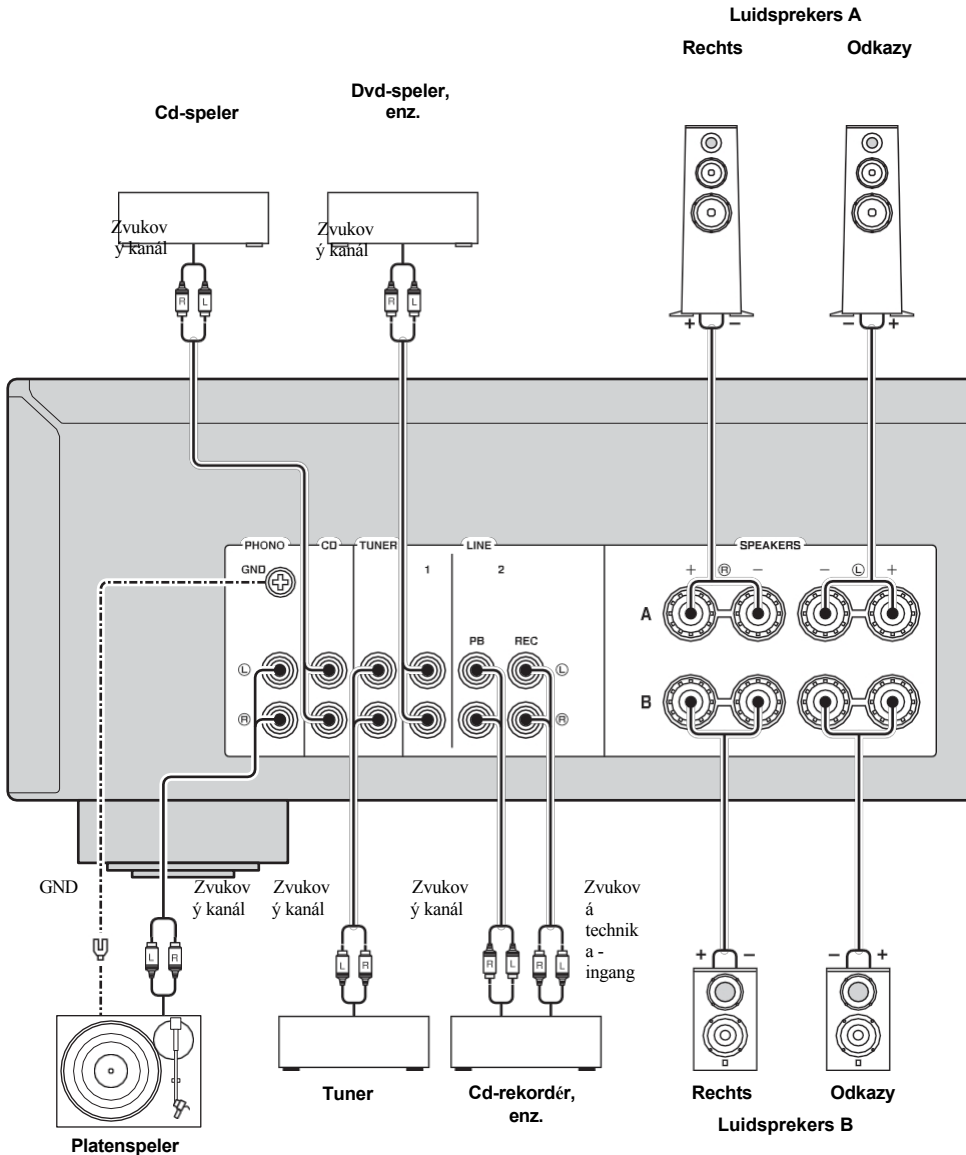 Luidsprekers A
Rechts
Odkazy
Cd-speler
Dvd-speler,
enz.
Zvukov
ý kanál
Zvukov
ý kanál
R L
R L
+ −
− +
PHONO
CD
TUNER
LINE
SPEAKERS
GND
1
2
+ R −
− L +
A
PB
REC
L
L
R
R
B
GND
Zvukov
ý kanál
Zvukov
ý kanál
Zvukov
ý kanál
Zvukov
á
technik
a -
ingang
L R
L R
R L
R L
+ −
− +
Tuner
Cd-rekordér,
enz.
Rechts
Odkazy
Luidsprekers B
Platenspeler